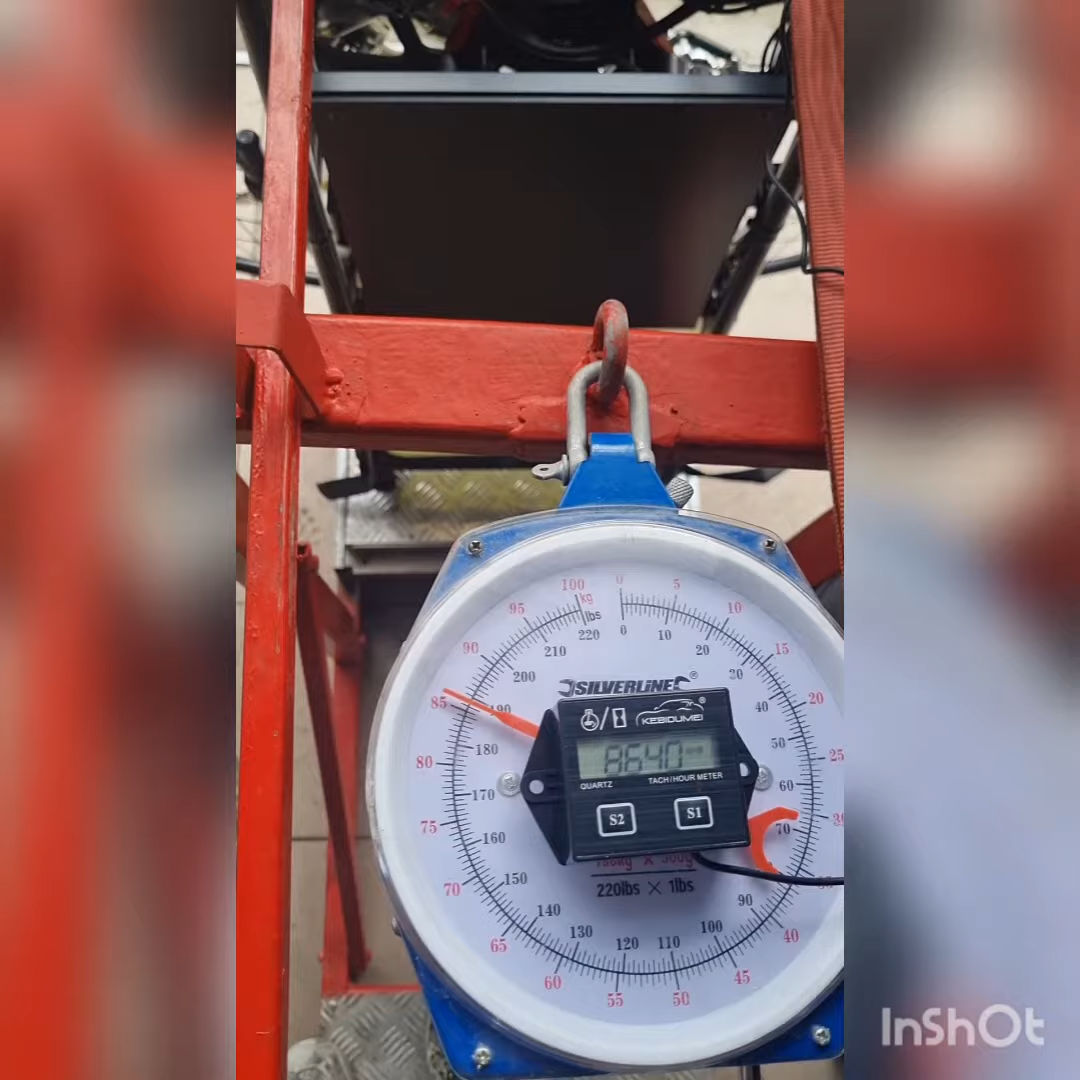 100 0 5 10 15 20 25 40 45 50 55 60 65 70 75 80 85 90 95
kg
lbs
0 10 20 30 40 50 60 70 90 100 110 120 130 140 150 160 170 180 190 200 210 220
SILVERLINE®
KEBIDUMEI®
8640
QUARTZ TACH/HOUR METER
S2 S1
220lbs X 1lbs
InShOt